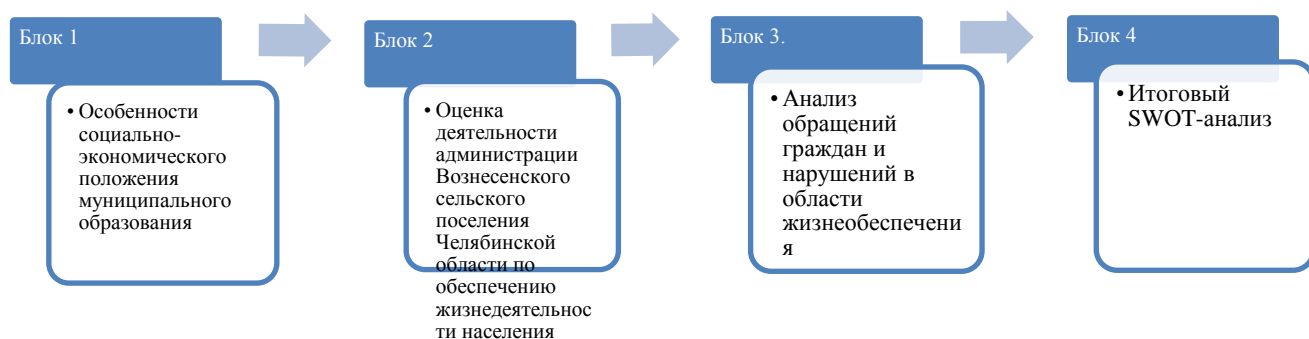 Блок 1
• Особенности
социально-
экономического
положения
муниципального
образования
Блок 2
• Оценка
деятельности
администрации
Вознесенского
сельского
поселения
Челябинской
области по
обеспечению
жизнедеятельнос
ти населения
Блок 3.
• Анализ
обращений
граждан и
нарушений в
области
жизнеобеспечени
я
Блок 4
• Итоговый
SWOT-анализ